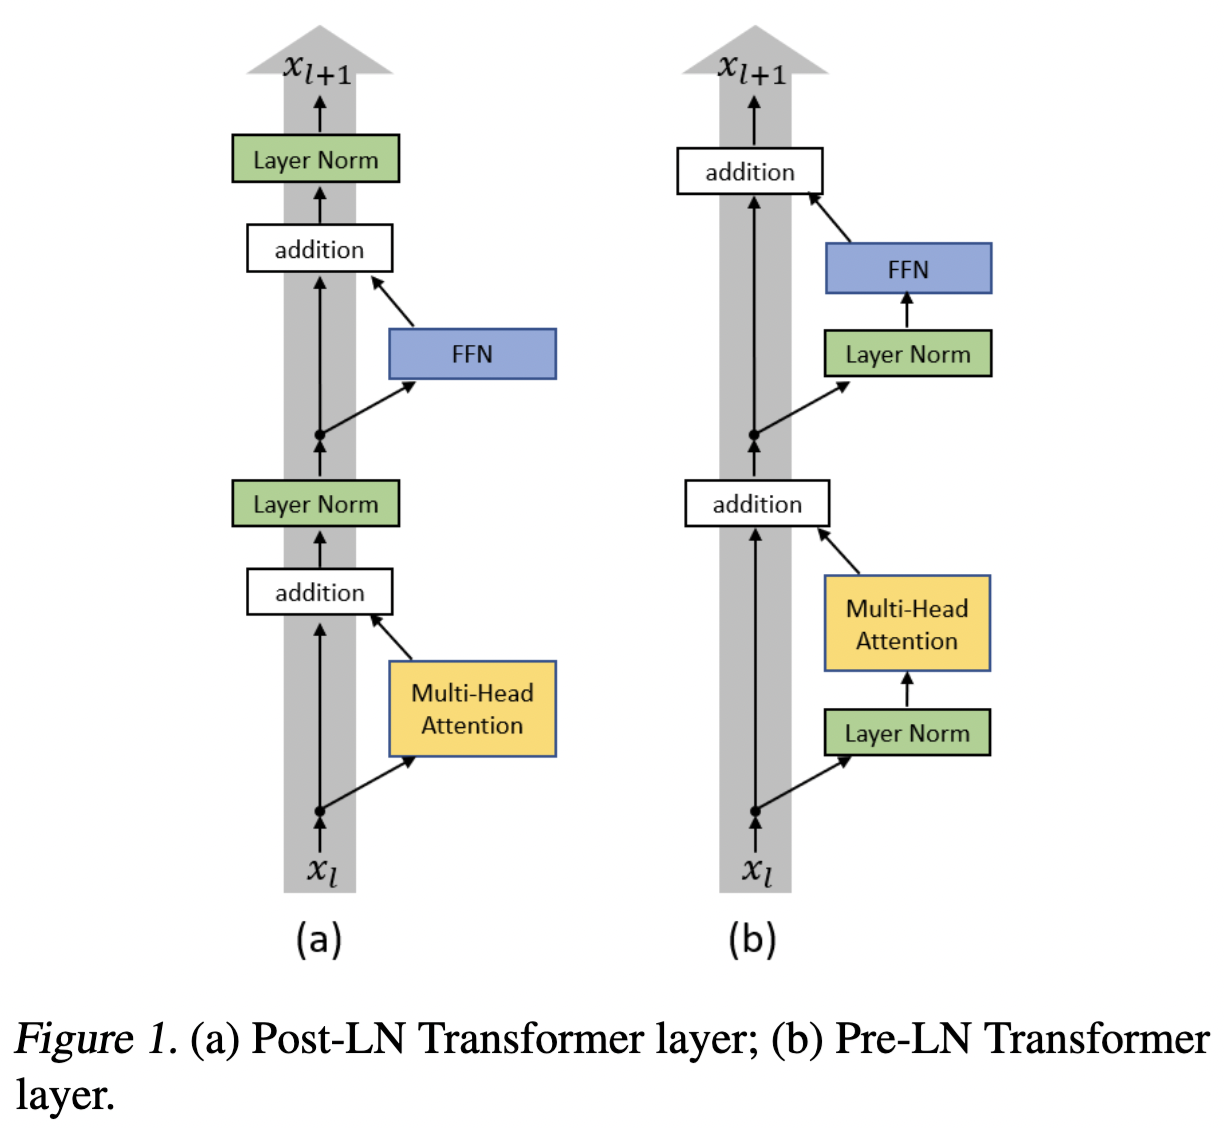 x_{l+1}
Layer Norm
addition
FFN
Layer Norm
addition
Multi-Head
Attention
x_l
(a)
x_{l+1}
addition
FFN
Layer Norm
addition
Multi-Head
Attention
Layer Norm
x_l
(b)
Figure 1. (a) Post-LN Transformer layer; (b) Pre-LN Transformer
layer.